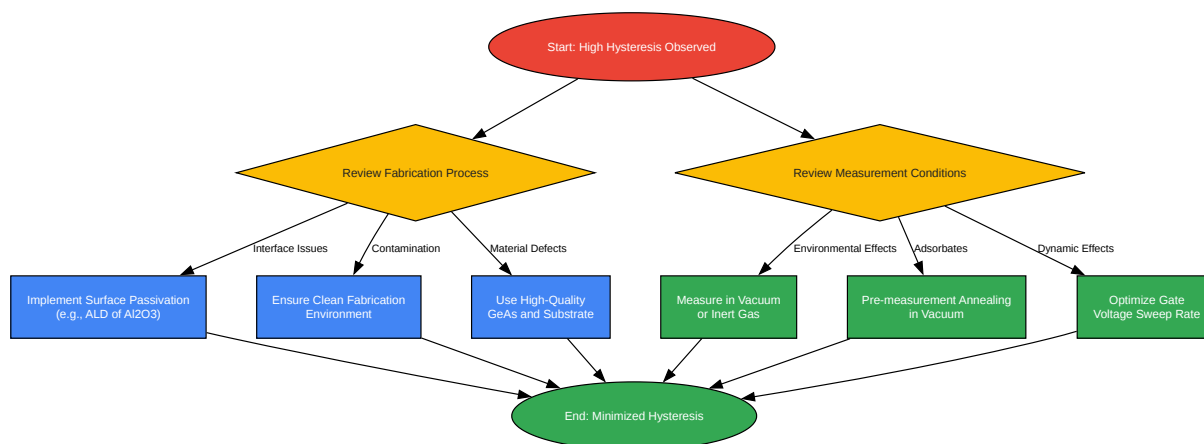 Start: High Hysteresis Observed
Review Fabrication Process
Review Measurement Conditions
Interface Issues
Contamination
Material Defects
Environmental Effects
Adsorbates
Dynamic Effects
Implement Surface Passivation
(e.g., ALD of Al2O3)
Ensure Clean Fabrication
Environment
Use High-Quality
GeAs and Substrate
Measure in Vacuum
or Inert Gas
Pre-measurement Annealing
in Vacuum
Optimize Gate
Voltage Sweep Rate
End: Minimized Hysteresis